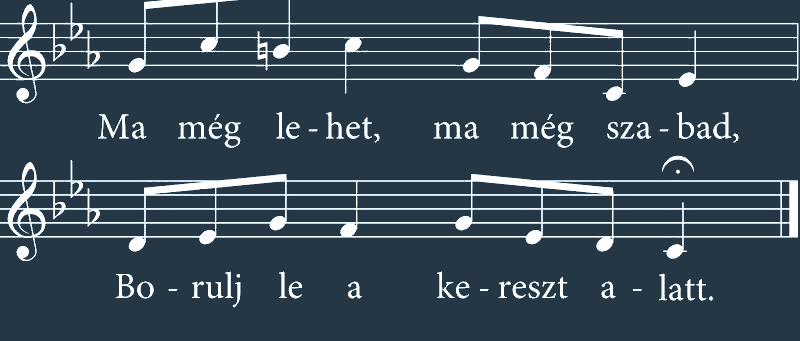 Ma még le - het, ma még sza - bad,
Bo - rulj le a ke - reszt a - latt.